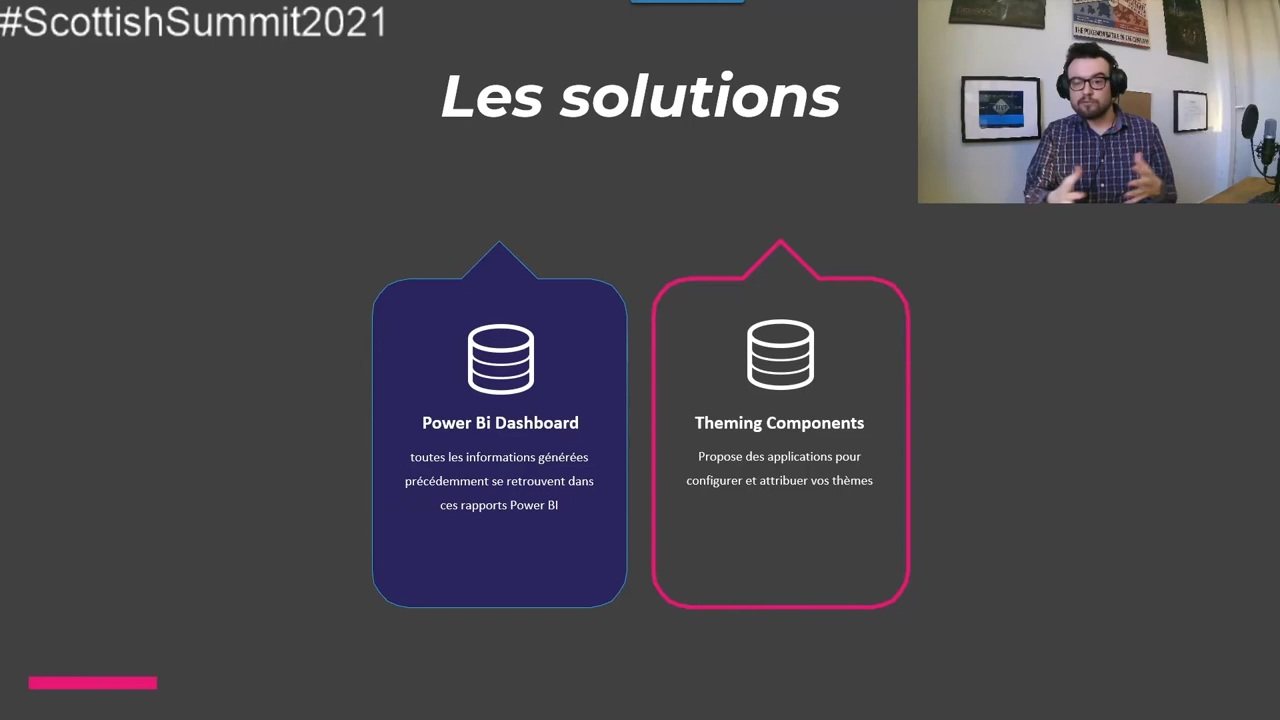 #ScottishSummit2021
Les solutions
Power Bi Dashboard
toutes les informations générées
précédemment se retrouvent dans
ces rapports Power BI
Theming Components
Propose des applications pour
configurer et attribuer vos thèmes